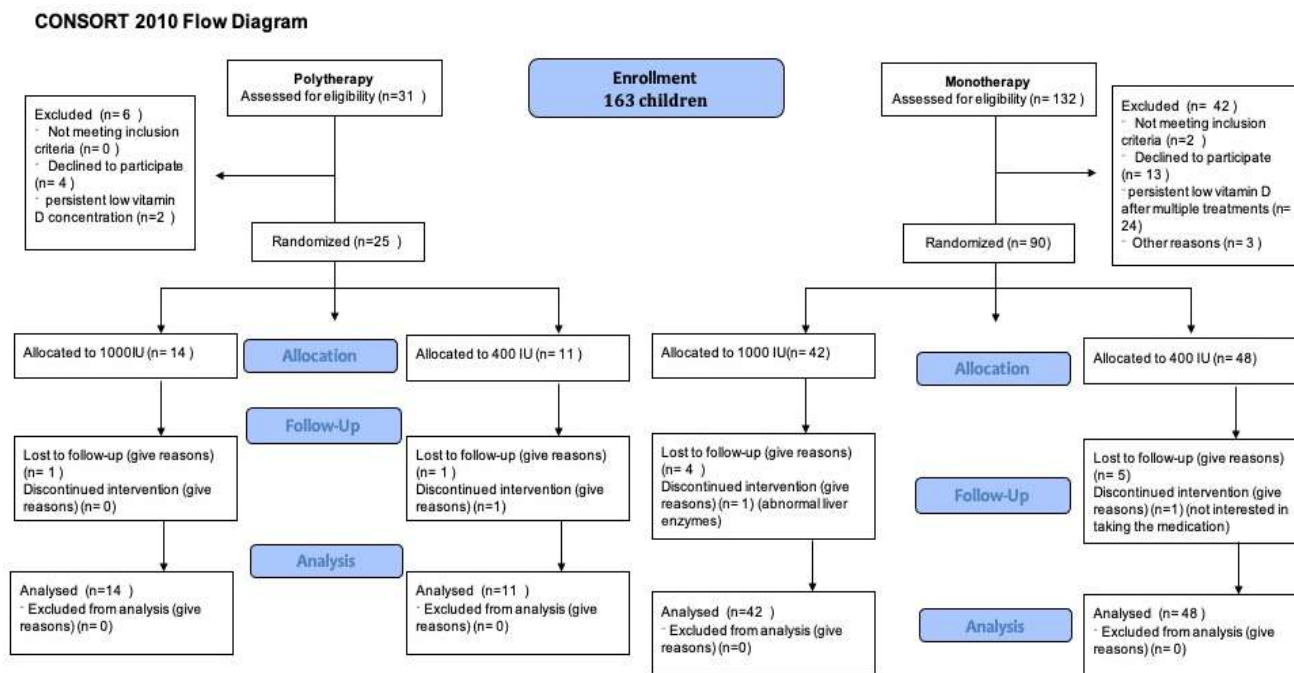 CONSORT 2010 Flow Diagram
Polytherapy
Assessed for eligibility (n=31 )
Enrollment
163 children
Monotherapy
Assessed for eligibility (n= 132)
Excluded (n= 6 )
- Not meeting inclusion
criteria (n= 0 )
- Declined to participate
(n= 4 )
- persistent low vitamin
D concentration (n=2 )
Excluded (n= 42 )
- Not meeting inclusion
criteria (n=2 )
- Declined to participate
(n= 13 )
- persistent low vitamin D
after multiple treatments (n=
24)
- Other reasons (n= 3 )
Randomized (n=25 )
Randomized (n= 90)
Allocated to 1000IU (n= 14 )
Allocation
Allocated to 400 IU (n= 11 )
Allocated to 1000 IU (n= 42)
Allocation
Allocated to 400 IU (n= 48)
Follow-Up
Lost to follow-up (give reasons)
(n= 1 )
Discontinued intervention (give
reasons) (n= 0)
Lost to follow-up (give reasons)
(n= 1 )
Discontinued intervention (give
reasons) (n=1)
Lost to follow-up (give reasons)
(n= 4 )
Discontinued intervention (give
reasons) (n= 1) (abnormal liver
enzymes)
Follow-Up
Lost to follow-up (give reasons)
(n= 5)
Discontinued intervention (give
reasons) (n=1) (not interested in
taking the medication)
Analysis
Analysed (n=14 )
- Excluded from analysis (give
reasons) (n= 0)
Analysed (n=11 )
- Excluded from analysis (give
reasons) (n= 0)
Analysed (n=42 )
- Excluded from analysis (give
reasons) (n=0)
Analysis
Analysed (n= 48 )
- Excluded from analysis (give
reasons) (n= 0)